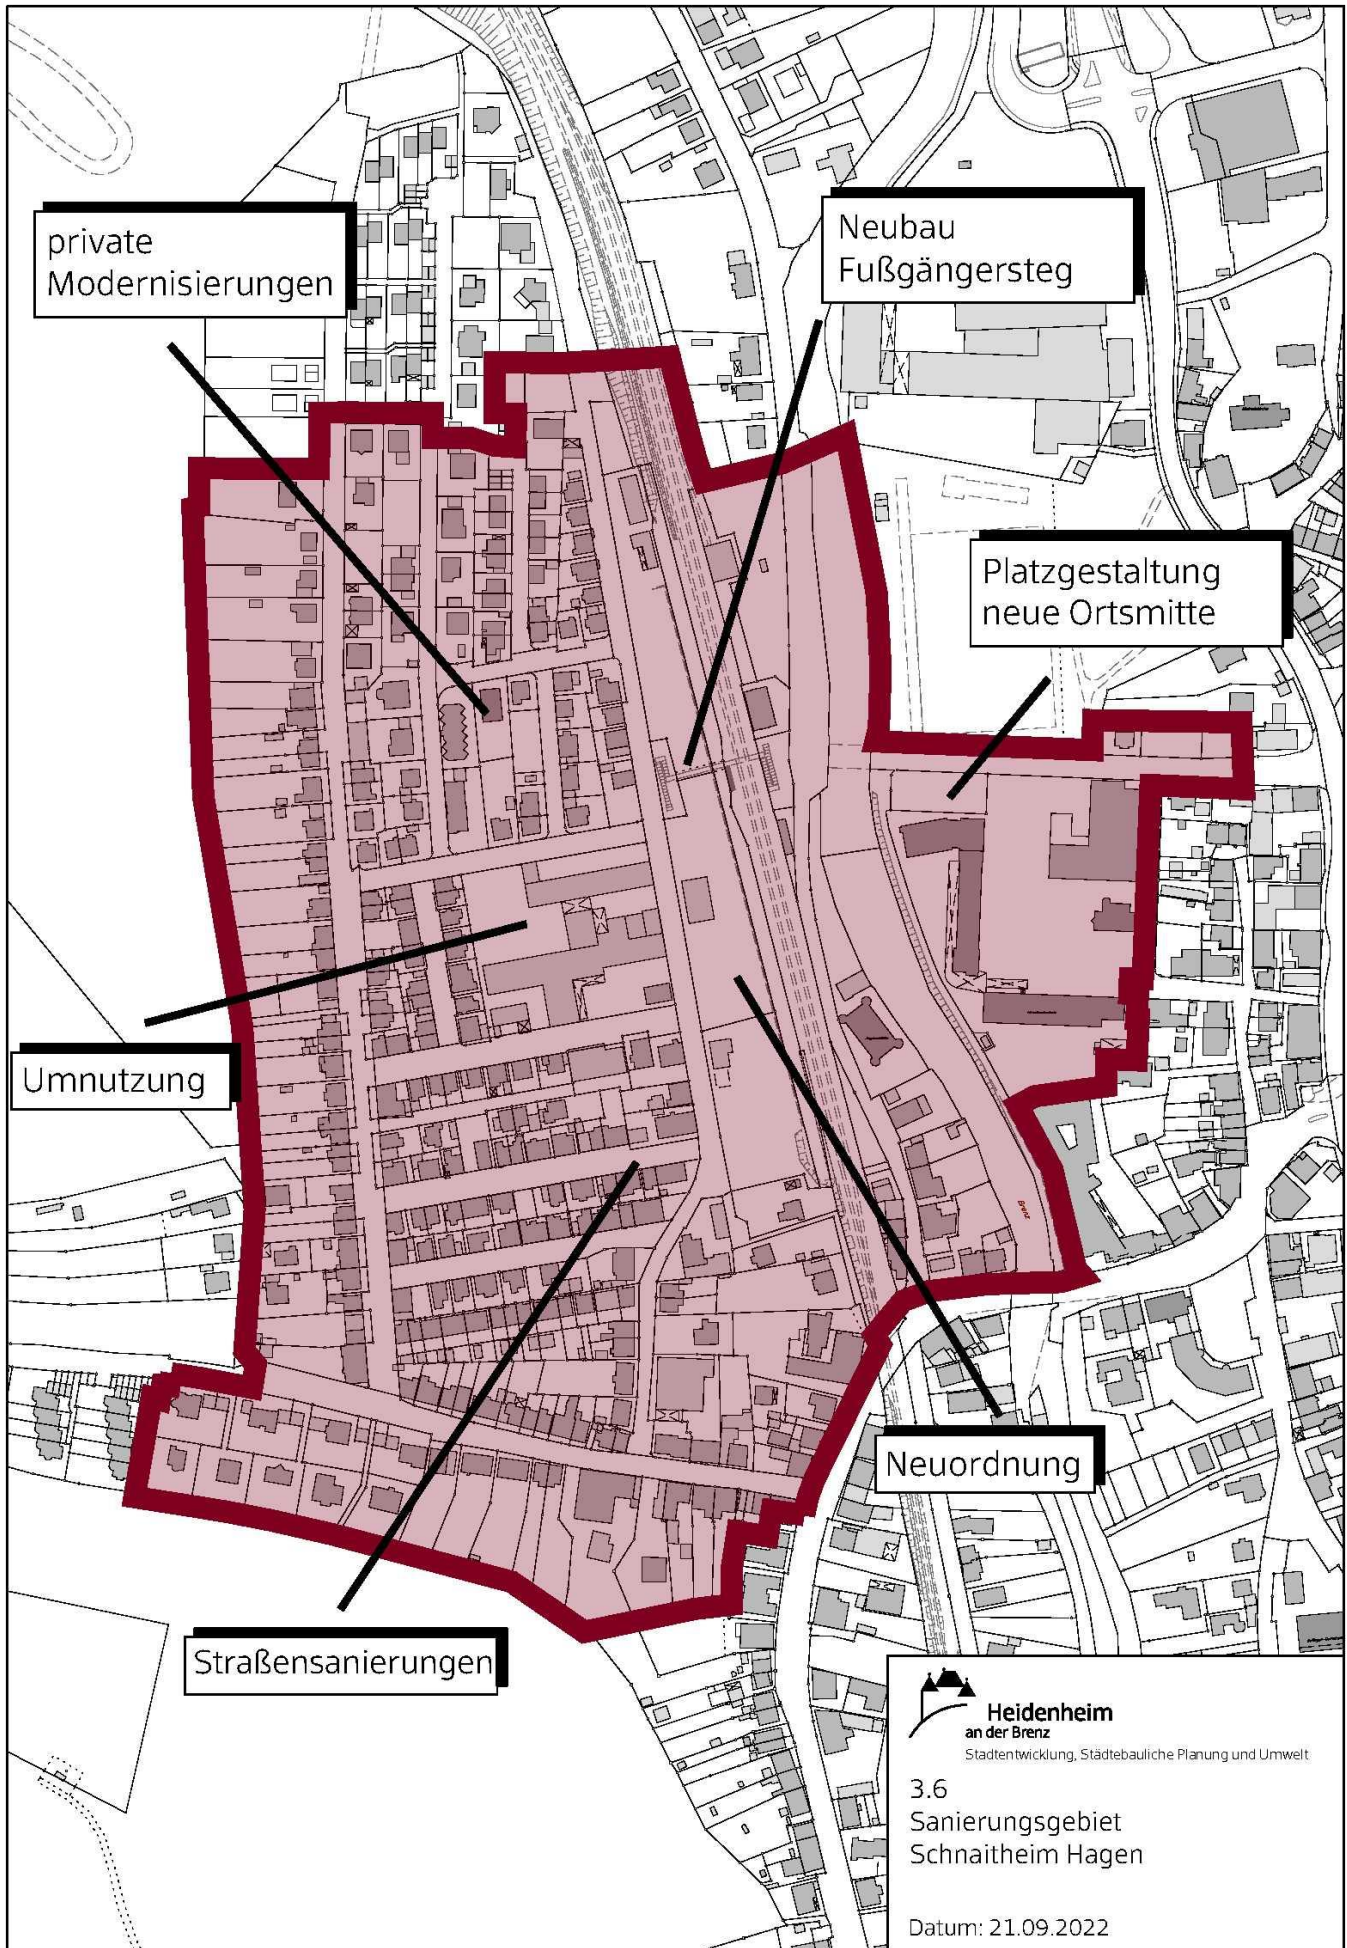 private
Modernisierungen
Neubau
Fußgängersteg
Platzgestaltung
neue Ortsmitte
Umnutzung
Brenz
Neuordnung
Straßensanierungen
Heidenheim
an der Brenz
Stadtentwicklung, Städtebauliche Planung und Umwelt
3.6
Sanierungsgebiet
Schnaitheim Hagen
Datum: 21.09.2022